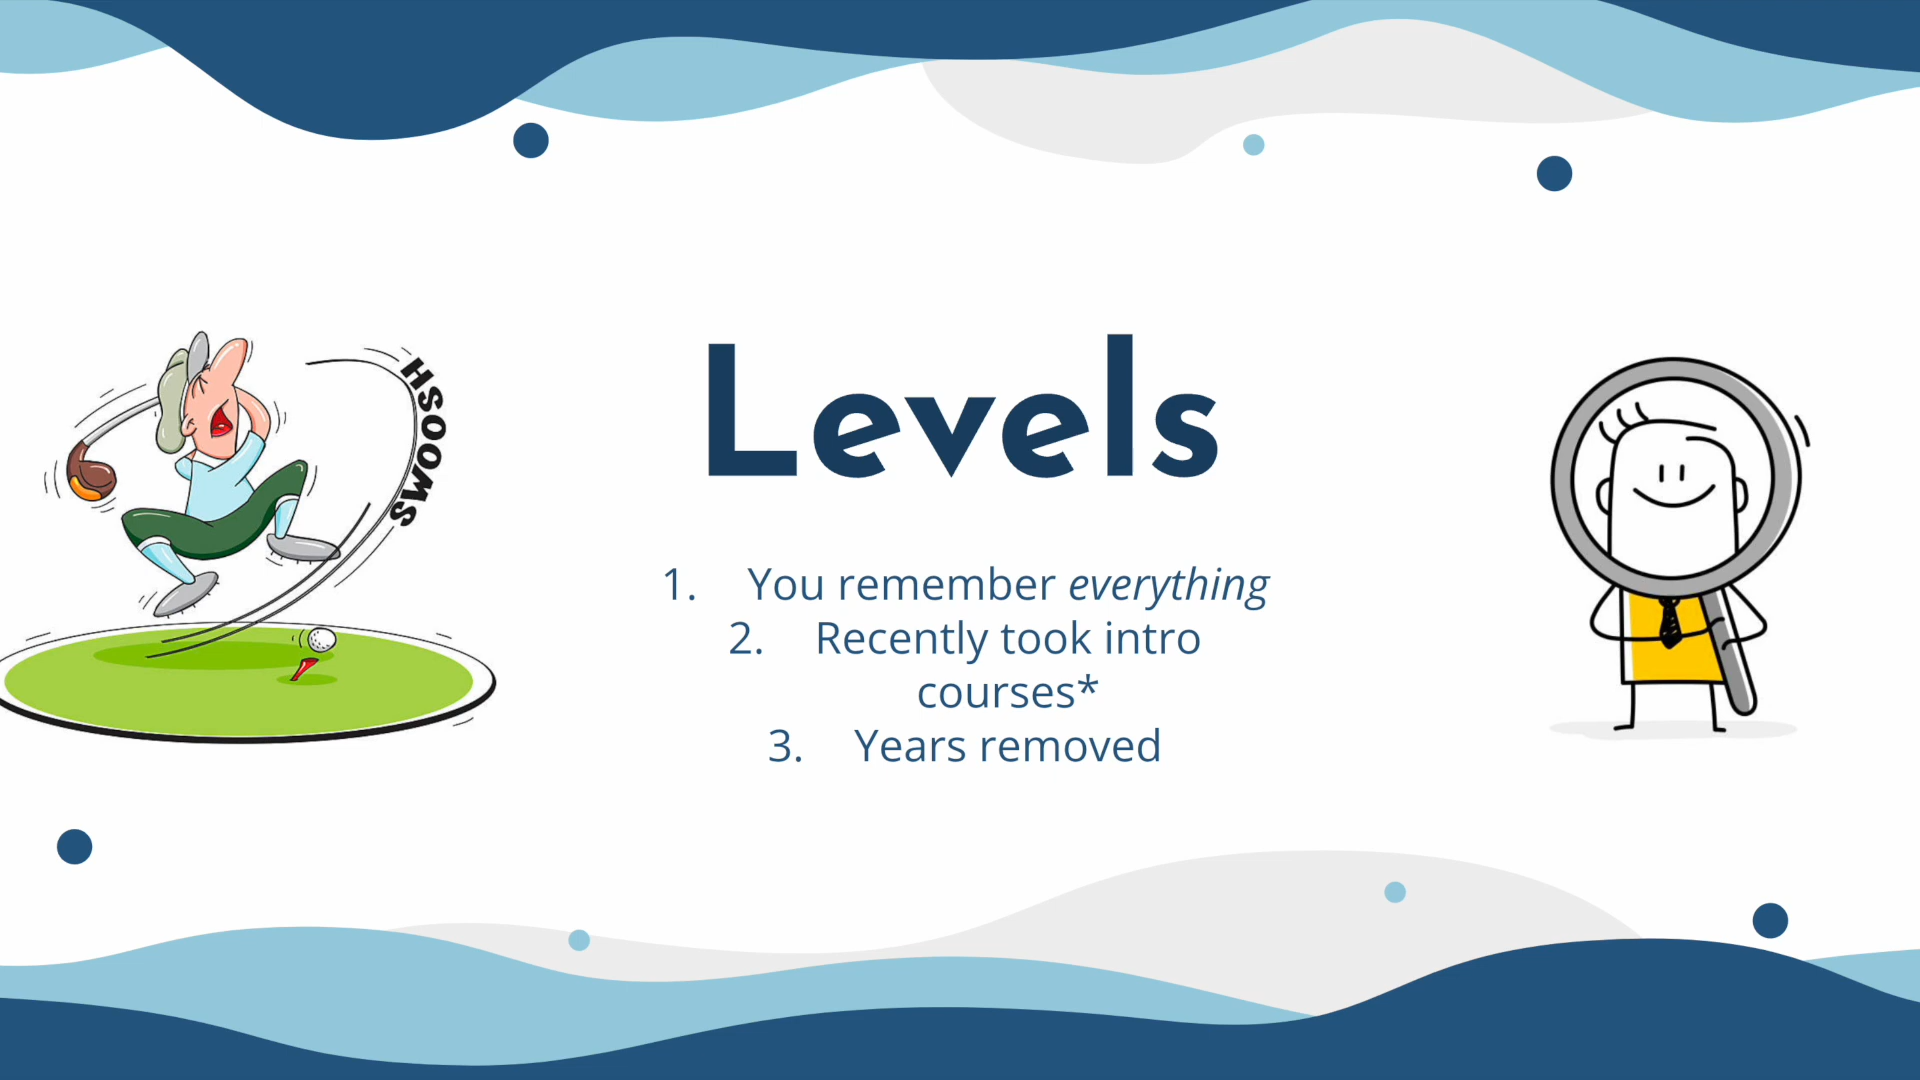 Levels
SWOOSH
1. You remember everything
2. Recently took intro
courses*
3. Years removed